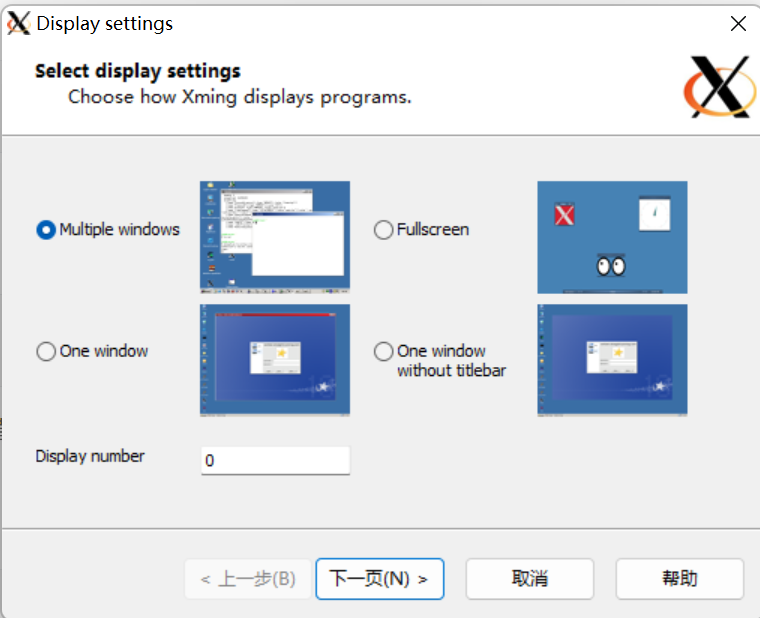 Display settings
Select display settings
Choose how Xming displays programs.
Multiple windows
Fullscreen
One window
One window
without titlebar
Display number
0
< 上一步(B)
下一页(N) >
取消
帮助